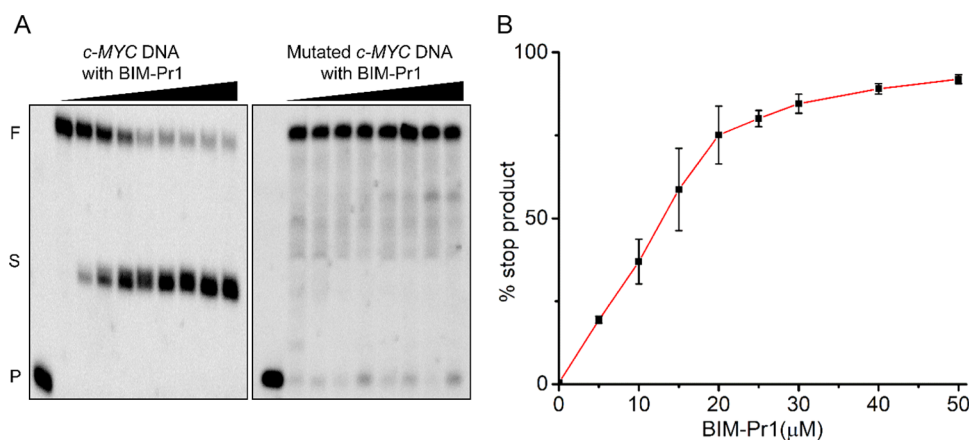 A
c-MYC DNA
with BIM-Pr1
Mutated c-MYC DNA
with BIM-Pr1
F
S
P
B
% stop product
100
50
0
0
10
20
30
40
50
BIM-Pr1(μM)